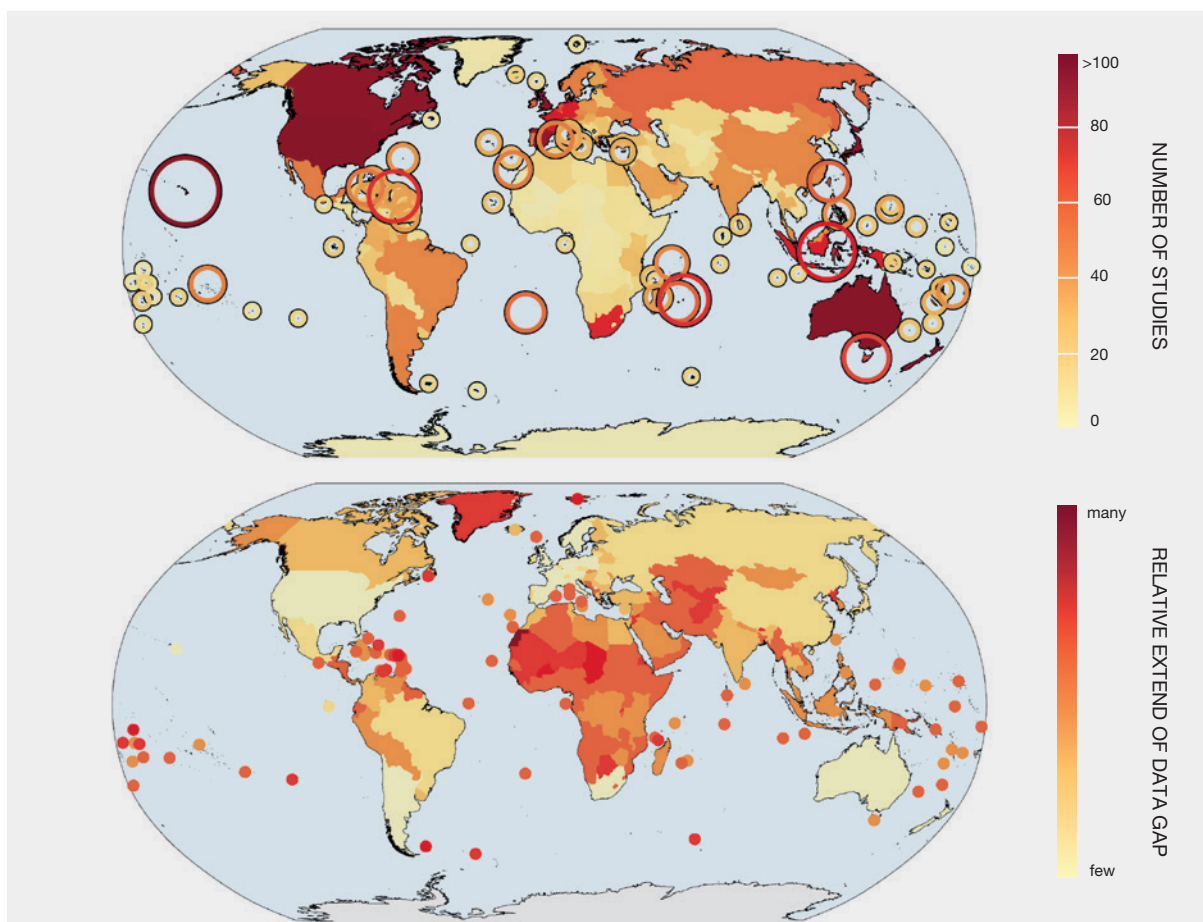 >100
80
60
40
20
0
NUMBER OF STUDIES
many
few
RELATIVE EXTEND OF DATA GAP